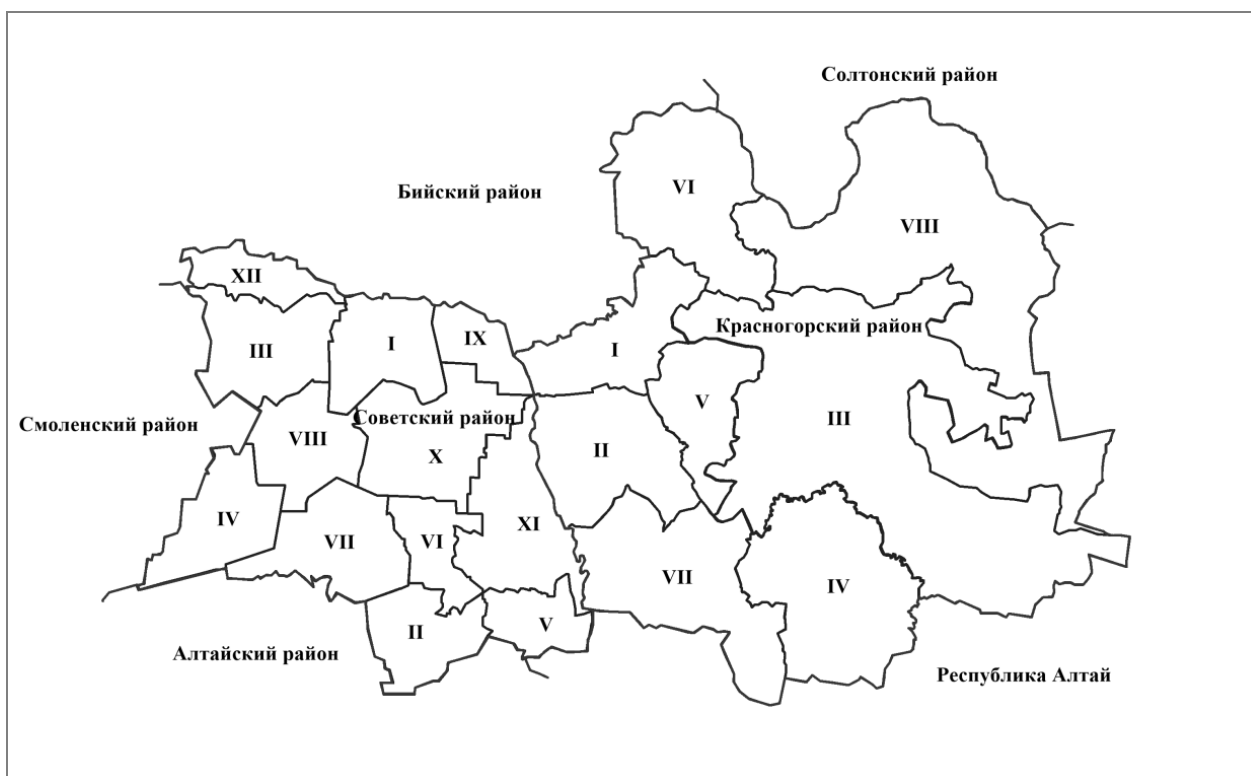 Солтонский район
VI
Бийский район
VIII
XII
Красногорский район
III
I
IX
I
V
III
Смоленский район
Советский район
VIII
X
II
IV
XI
VII
VI
VII
IV
II
V
Алтайский район
Республика Алтай